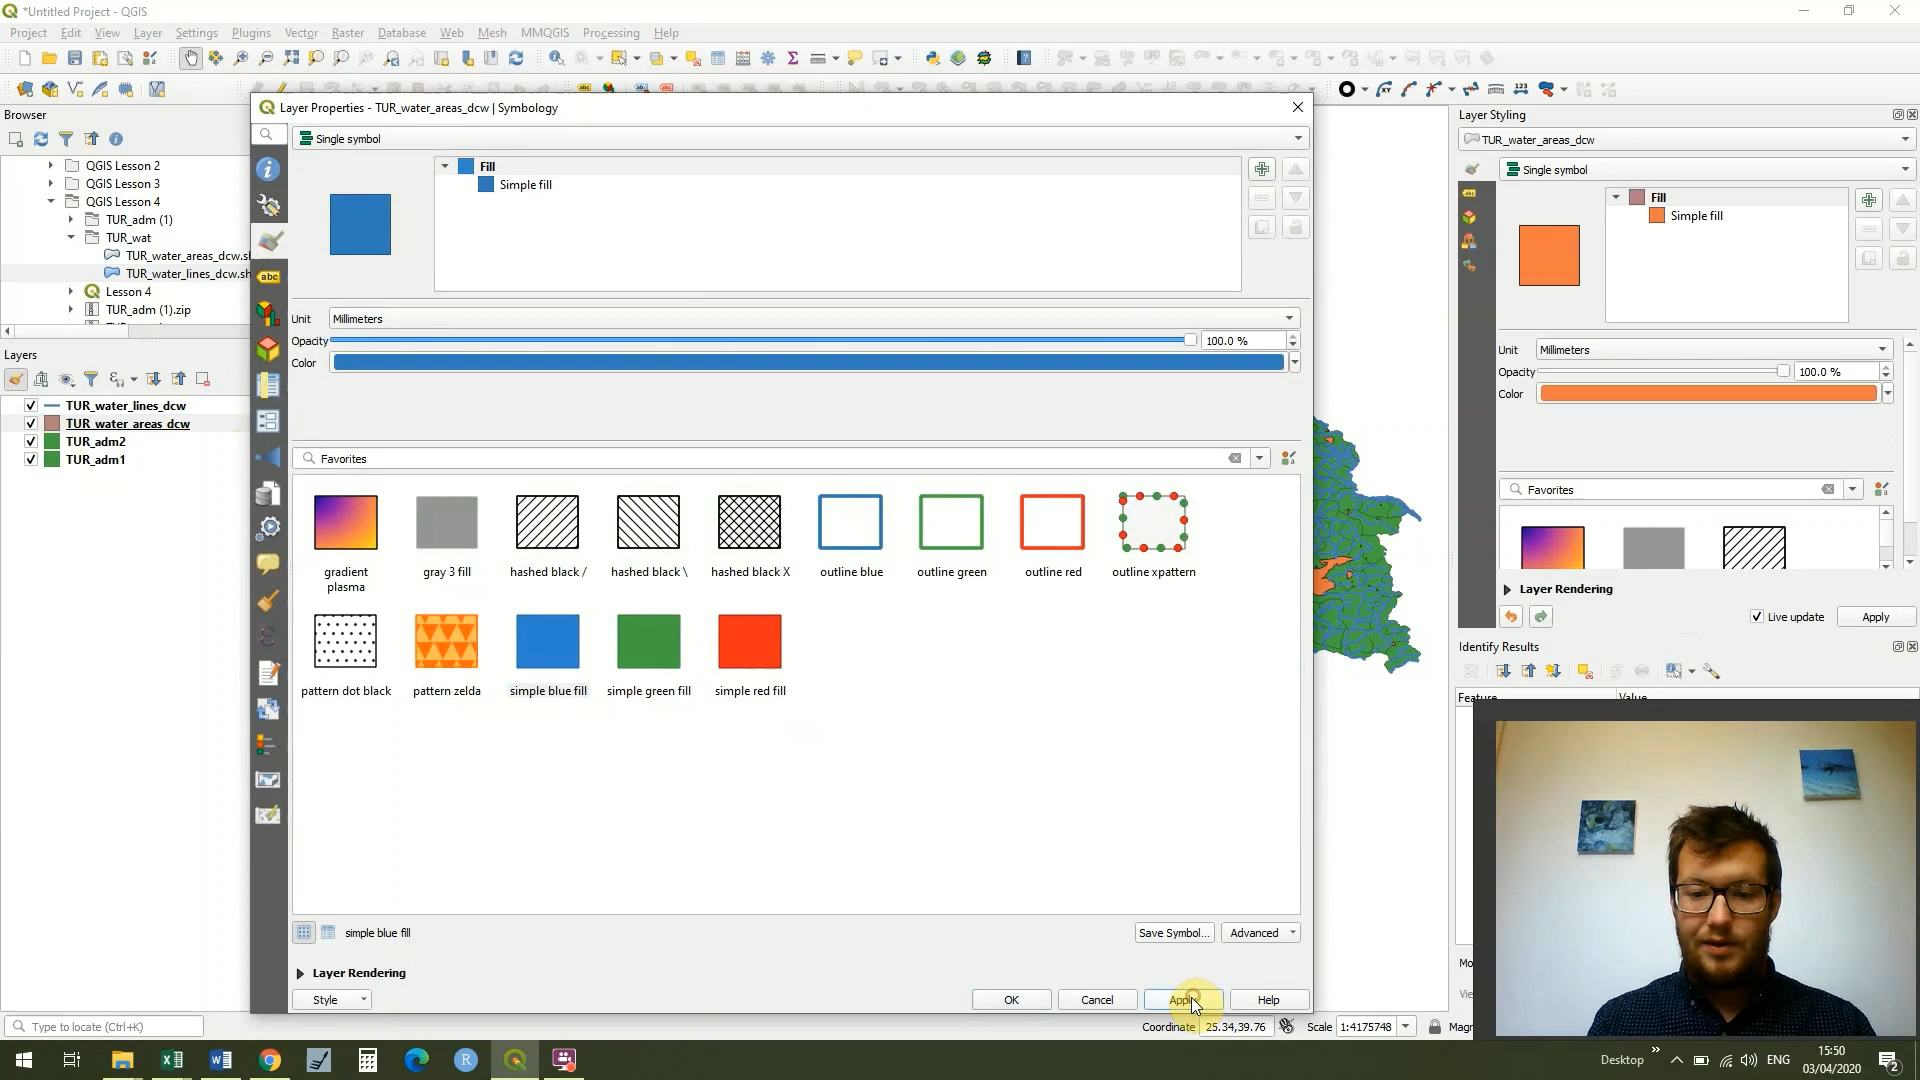 *Untitled Project - QGIS
Project Edit View Layer Settings Plugins Vector Raster Database Web Mesh MMQGIS Processing Help
Browser
QGIS Lesson 2
QGIS Lesson 3
QGIS Lesson 4
TUR_adm (1)
TUR_wat
TUR_water_areas_dcw.sl
TUR_water_lines_dcw.sh
Lesson 4
TUR_adm (1).zip
Layers
TUR_water_lines_dcw
TUR_water_areas_dcw
TUR_adm2
TUR_adm1
Type to locate (Ctrl+K)
Layer Properties - TUR_water_areas_dcw | Symbology
Single symbol
Fill
Simple fill
Unit Millimeters
Opacity 100.0 %
Color
Favorites
gradient plasma gray 3 fill hashed black / hashed black \ hashed black X outline blue outline green outline red outline xpattern
pattern dot black pattern zelda simple blue fill simple green fill simple red fill
simple blue fill Save Symbol... Advanced
Layer Rendering
Style OK Cancel Apply Help
abc
Layer Styling
TUR_water_areas_dcw
Single symbol
Fill
Simple fill
Unit Millimeters
Opacity 100.0 %
Color
Favorites
Layer Rendering
Live update Apply
Identify Results
Feature Value
Mo
Vie
Coordinate 25.34,39.76 Scale 1:4175748 Magn
Desktop ENG 15:50
03/04/2020 2